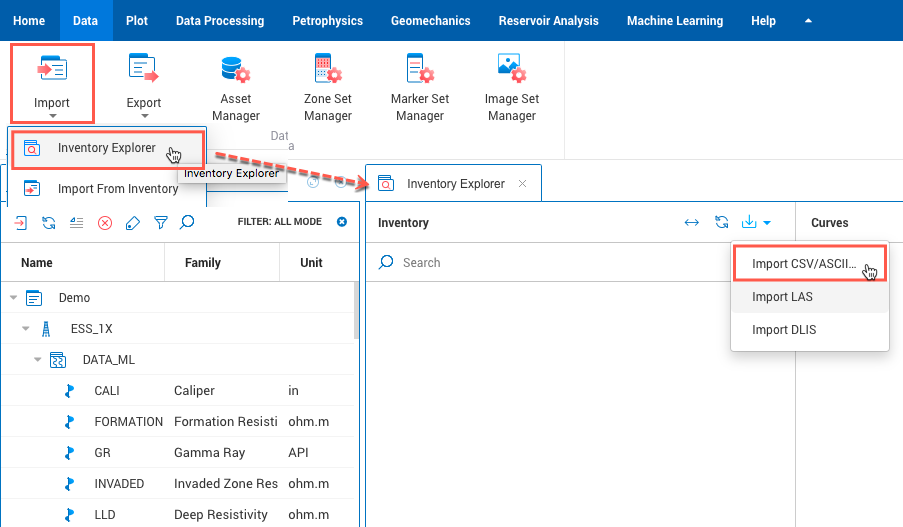 Home Data Plot Data Processing Petrophysics Geomechanics Reservoir Analysis Machine Learning Help
Import Export Asset Manager Zone Set Manager Marker Set Manager Image Set Manager
Dat
a
Inventory Explorer
Inventory Explorer
Import From Inventory
Inventory Explorer
FILTER: ALL MODE
Inventory
Curves
Name Family Unit
Search
Import CSV/ASCII...
Import LAS
Import DLIS
Demo
ESS_1X
DATA_ML
CALI Caliper in
FORMATION Formation Resisti ohm.m
GR Gamma Ray API
INVADED Invaded Zone Res ohm.m
LLD Deep Resistivity ohm.m